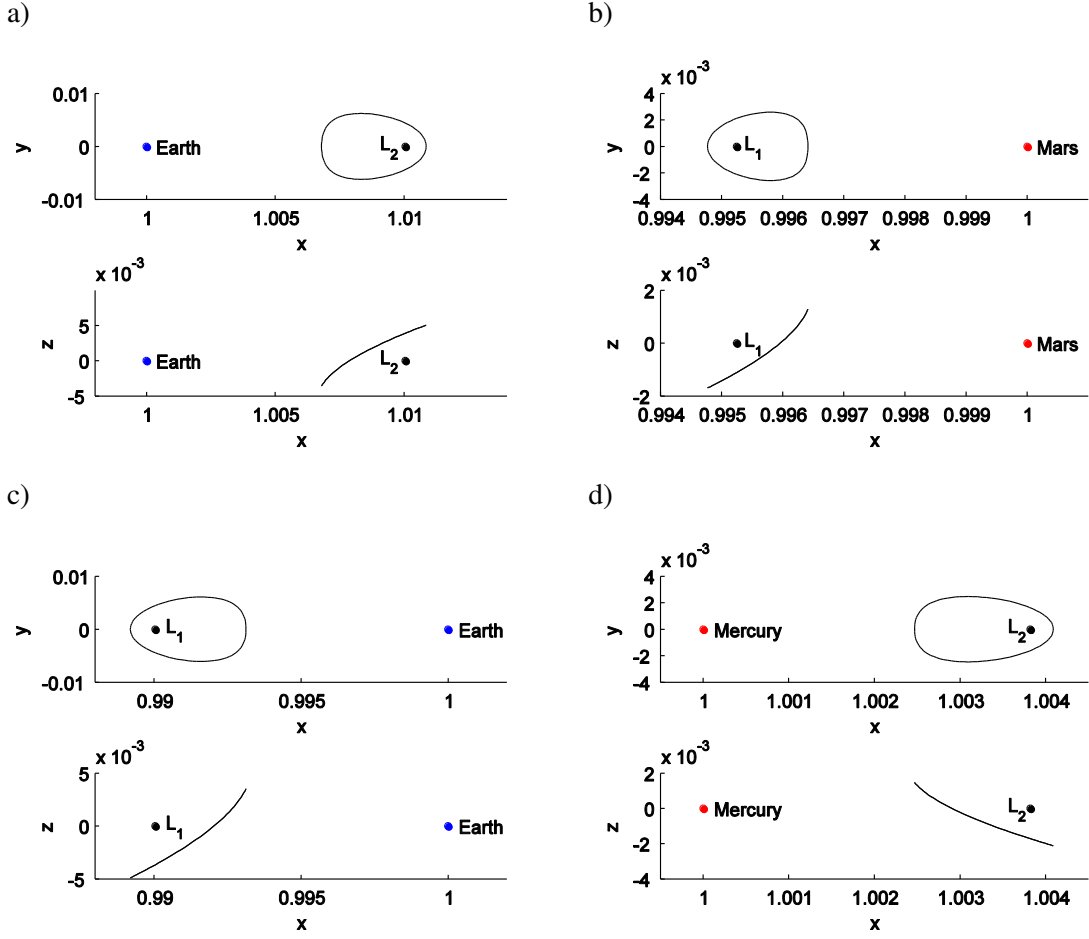 a)
0.01
0
-0.01
y
Earth
L2
1
1.005
1.01
x
x 10-3
5
0
-5
z
Earth
L2
1
1.005
1.01
x
b)
x 10-3
4
2
0
-2
-4
y
L1
Mars
0.994
0.995
0.996
0.997
0.998
0.999
1
x
2
0
-2
z
x 10-3
L1
Mars
0.994
0.995
0.996
0.997
0.998
0.999
1
x
c)
0.01
0
-0.01
y
L1
Earth
0.99
0.995
1
x
x 10-3
5
0
-5
z
L1
Earth
0.99
0.995
1
x
d)
x 10-3
4
2
0
-2
-4
y
Mercury
L2
1
1.001
1.002
1.003
1.004
x
x 10-3
2
0
-2
-4
z
Mercury
L2
1
1.001
1.002
1.003
1.004
x